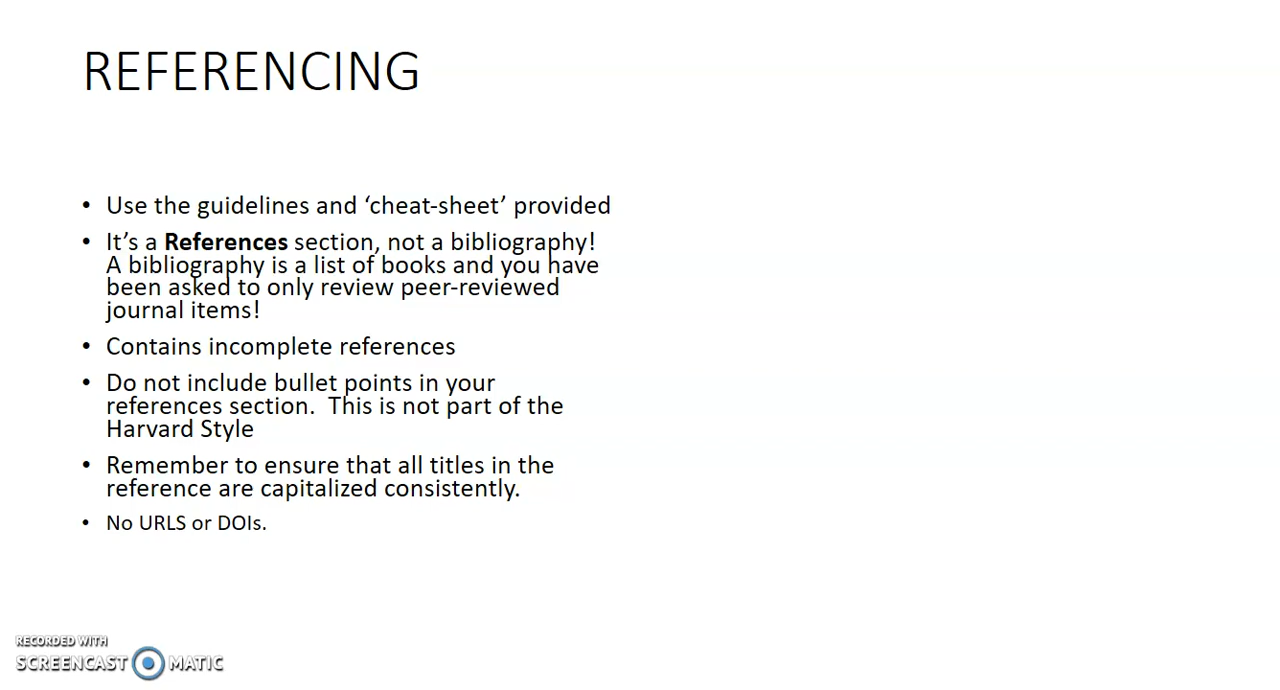 REFERENCING
• Use the guidelines and ‘cheat-sheet’ provided
• It’s a References section, not a bibliography!
A bibliography is a list of books and you have
been asked to only review peer-reviewed
journal items!
• Contains incomplete references
• Do not include bullet points in your
references section.  This is not part of the
Harvard Style
• Remember to ensure that all titles in the
reference are capitalized consistently.
• No URLS or DOIs.
RECORDED WITH
SCREENCAST MATIC